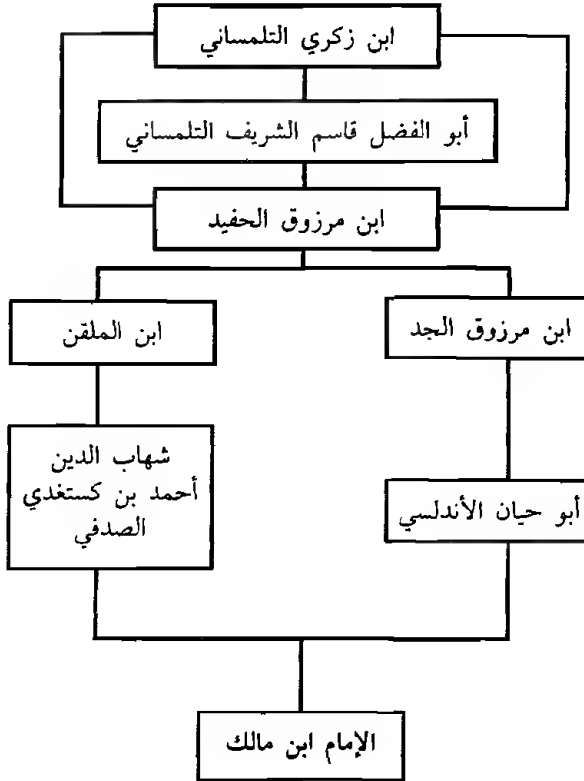 ابن زكري التلمساني
أبو الفضل قاسم الشريف التلمساني
ابن مرزوق الحفيد
ابن مرزوق الجد
ابن الملقن
أبو حيان الأندلسي
شهاب الدين
أحمد بن كستغدي
الصدفي
الإمام ابن مالك